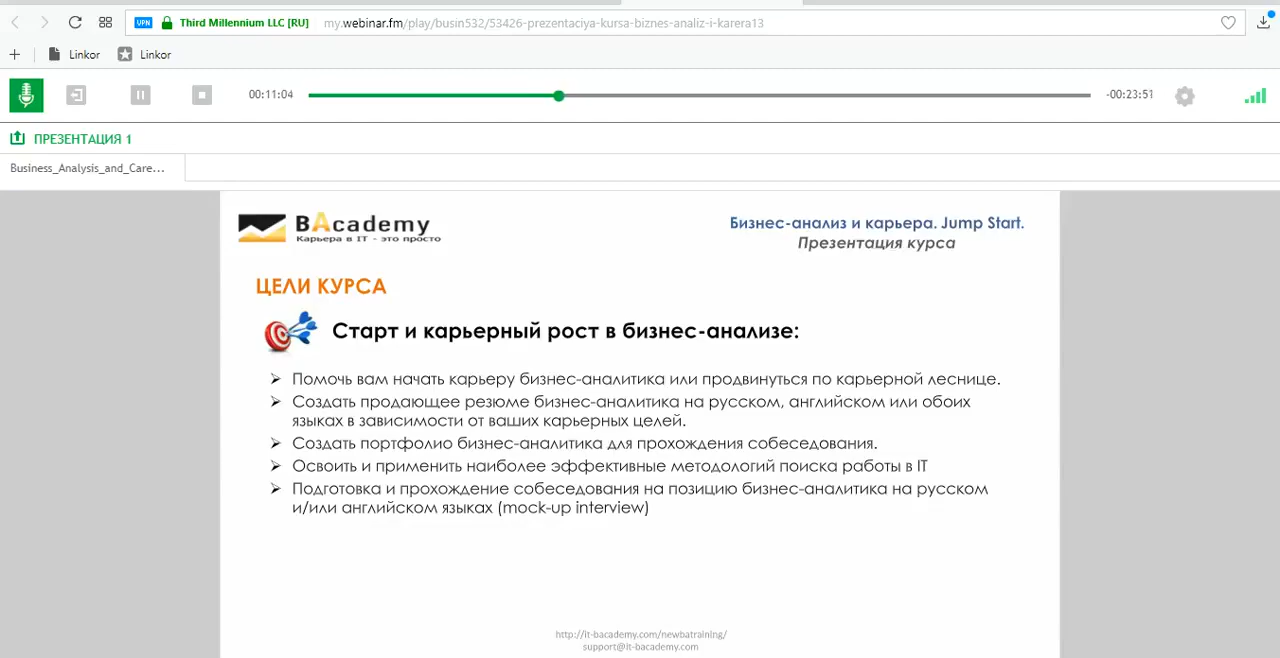 VPN Third Millennium LLC [RU] my.webinar.fm/play/busin532/53426-prezentaciya-kursa-biznes-analiz-i-karera13
Linkor Linkor
00:11:04 -00:23:51
ПРЕЗЕНТАЦИЯ 1
Business_Analysis_and_Care...
BAcademy
Карьера в IT - это просто
Бизнес-анализ и карьера. Jump Start.
Презентация курса
ЦЕЛИ КУРСА
Старт и карьерный рост в бизнес-анализе:
➢ Помочь вам начать карьеру бизнес-аналитика или продвинуться по карьерной леснице.
➢ Создать продающее резюме бизнес-аналитика на русском, английском или обоих
языках в зависимости от ваших карьерных целей.
➢ Создать портфолио бизнес-аналитика для прохождения собеседования.
➢ Освоить и применить наиболее эффективные методологий поиска работы в IT
➢ Подготовка и прохождение собеседования на позицию бизнес-аналитика на русском
и/или английском языках (mock-up interview)
http://it-bacademy.com/newbatraining/
support@it-bacademy.com